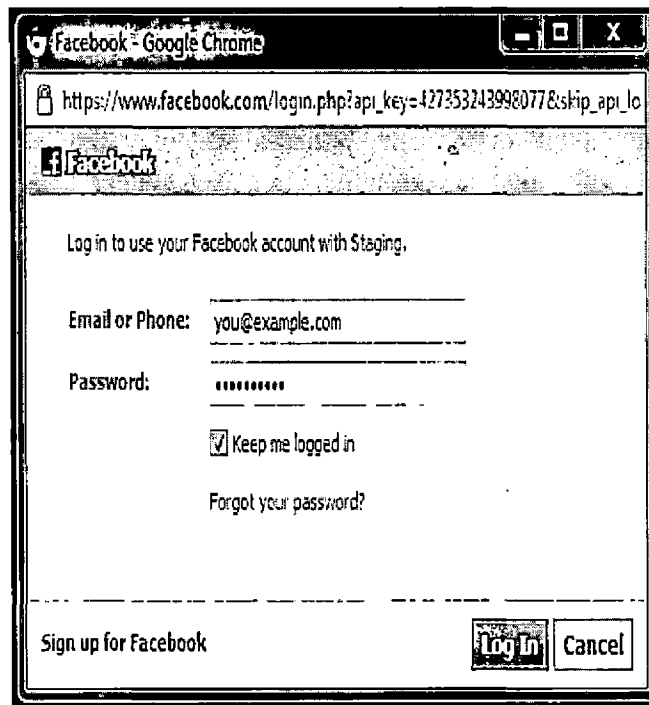 Facebook - Google Chrome
https://www.facebook.com/login.php?api_key=427353243998077&skip_api_lo
f Facebook
Log in to use your Facebook account with Staging.
Email or Phone: you@example.com
Password: ••••••••••
Keep me logged in
Forgot your password?
Sign up for Facebook
Log In Cancel